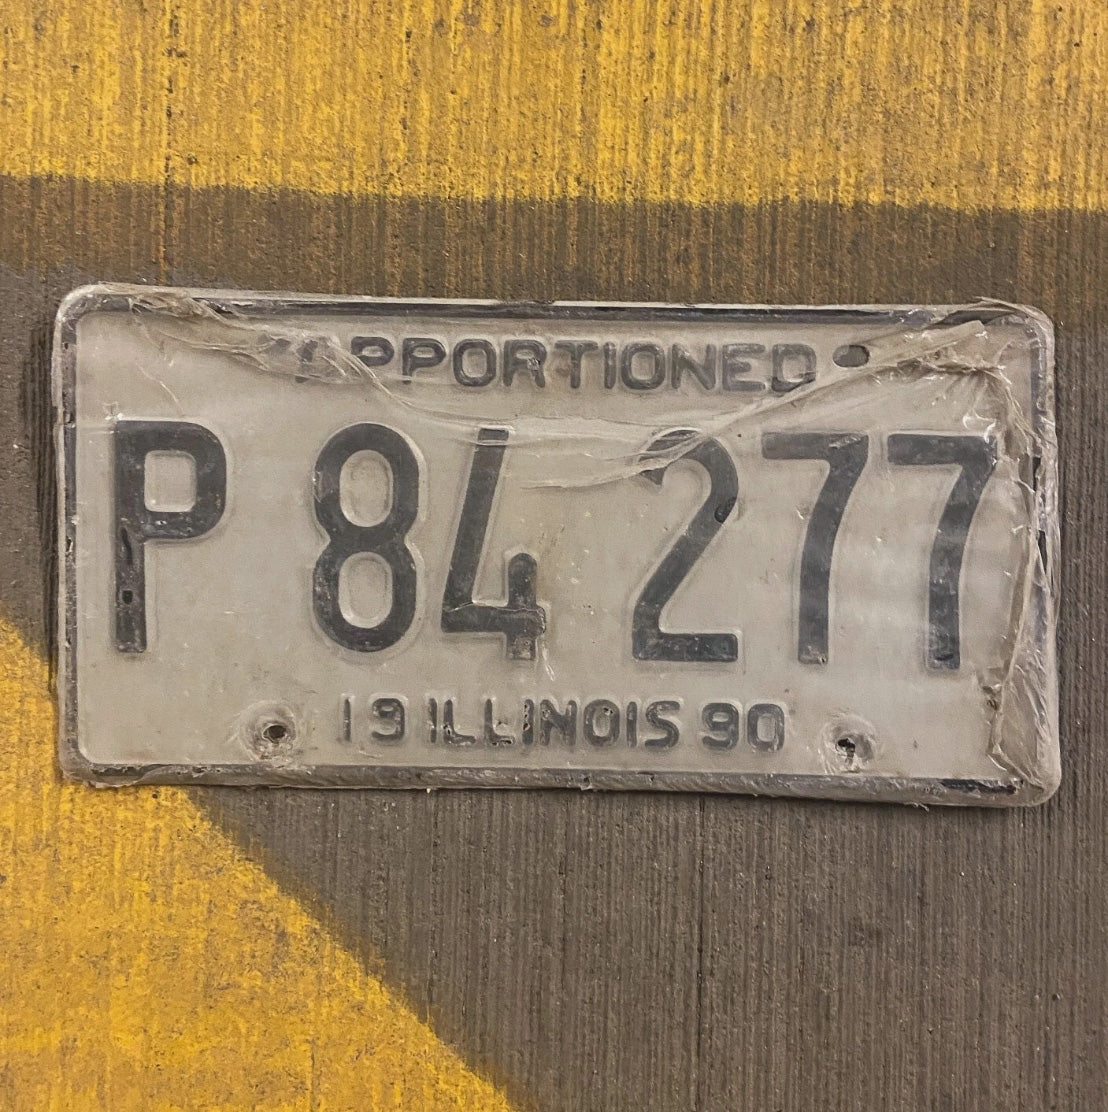 APPORTIONED
P 84 277
19 ILLINOIS 90